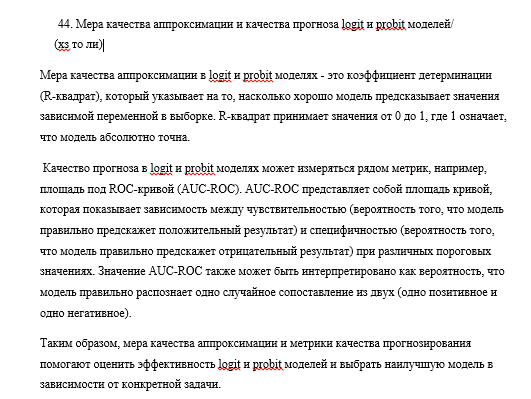 44. Мера качества аппроксимации и качества прогноза logit и probit моделей/
(хз то ли)
Мера качества аппроксимации в logit и probit моделях - это коэффициент детерминации
(R-квадрат), который указывает на то, насколько хорошо модель предсказывает значения
зависимой переменной в выборке. R-квадрат принимает значения от 0 до 1, где 1 означает,
что модель абсолютно точна.
Качество прогноза в logit и probit моделях может измеряться рядом метрик, например,
площадь под ROC-кривой (AUC-ROC). AUC-ROC представляет собой площадь кривой,
которая показывает зависимость между чувствительностью (вероятность того, что модель
правильно предскажет положительный результат) и специфичностью (вероятность того,
что модель правильно предскажет отрицательный результат) при различных пороговых
значениях. Значение AUC-ROC также может быть интерпретировано как вероятность, что
модель правильно распознает одно случайное сопоставление из двух (одно позитивное и
одно негативное).
Таким образом, мера качества аппроксимации и метрики качества прогнозирования
помогают оценить эффективность logit и probit моделей и выбрать наилучшую модель в
зависимости от конкретной задачи.